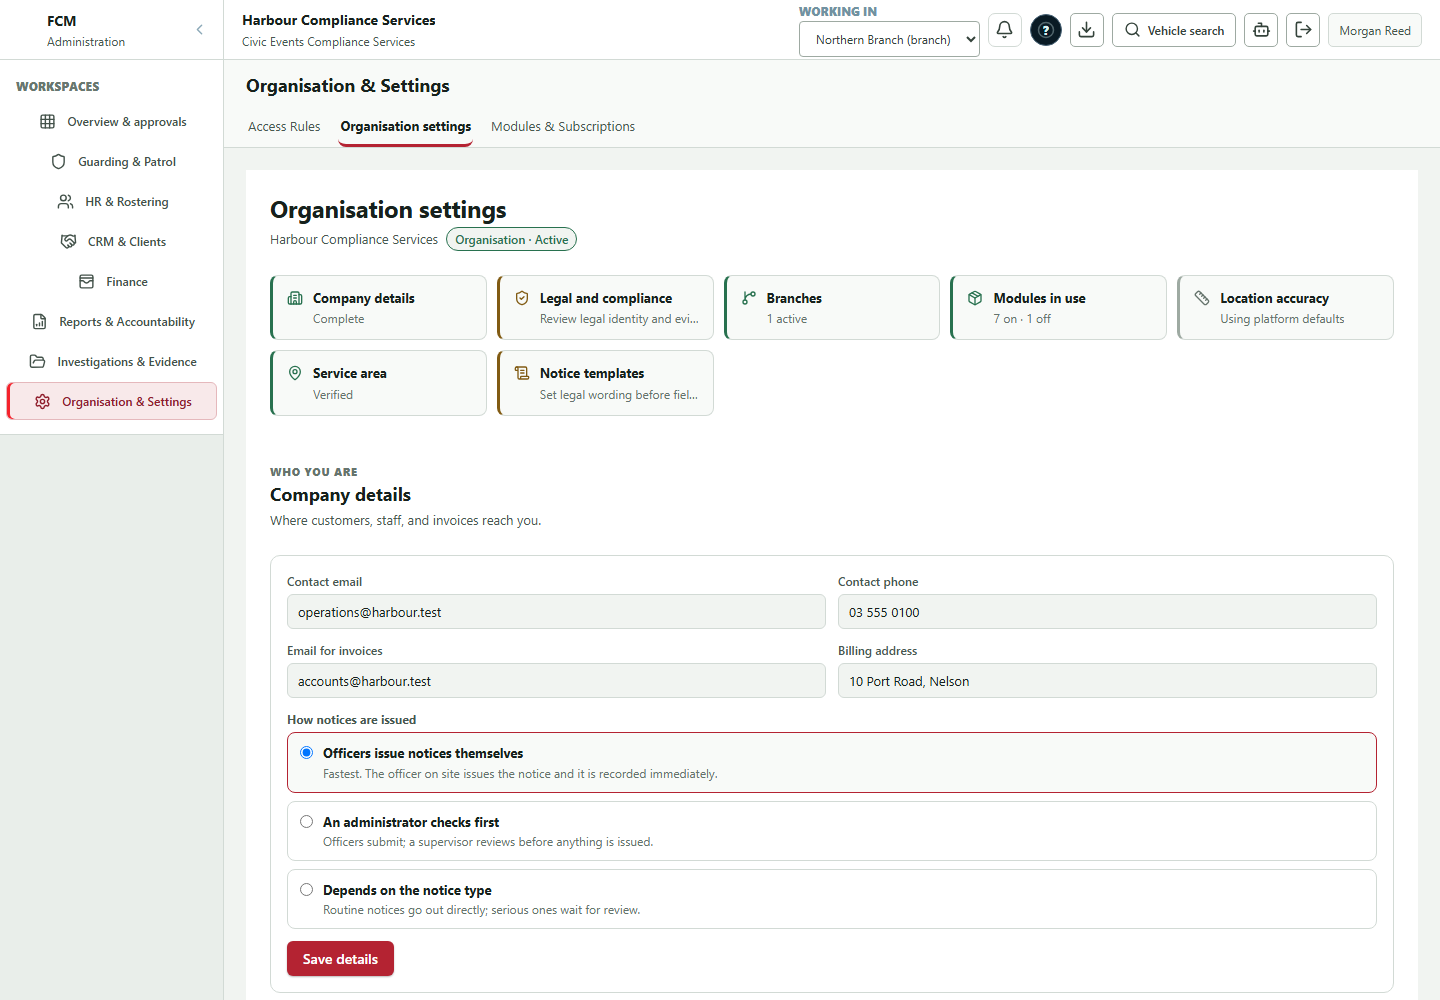 FCM
Administration
Harbour Compliance Services
Civic Events Compliance Services
WORKING IN
Northern Branch (branch)
Vehicle search
Morgan Reed
WORKSPACES
Overview & approvals
Guarding & Patrol
HR & Rostering
CRM & Clients
Finance
Reports & Accountability
Investigations & Evidence
Organisation & Settings
Organisation & Settings
Access Rules
Organisation settings
Modules & Subscriptions
Organisation settings
Harbour Compliance Services
Organisation · Active
Company details
Complete
Legal and compliance
Review legal identity and evi...
Branches
1 active
Modules in use
7 on · 1 off
Location accuracy
Using platform defaults
Service area
Verified
Notice templates
Set legal wording before fiel...
WHO YOU ARE
Company details
Where customers, staff, and invoices reach you.
Contact email
Contact phone
operations@harbour.test
03 555 0100
Email for invoices
Billing address
accounts@harbour.test
10 Port Road, Nelson
How notices are issued
Officers issue notices themselves
Fastest. The officer on site issues the notice and it is recorded immediately.
An administrator checks first
Officers submit; a supervisor reviews before anything is issued.
Depends on the notice type
Routine notices go out directly; serious ones wait for review.
Save details